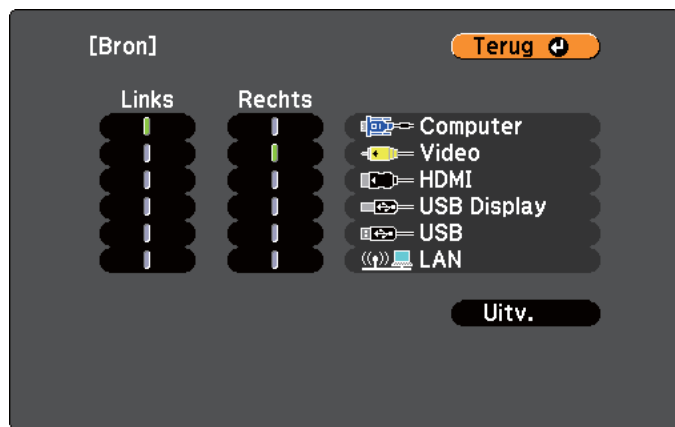 [Bron] Terug
Links Rechts
Computer
Video
HDMI
USB Display
USB
LAN
Uitv.